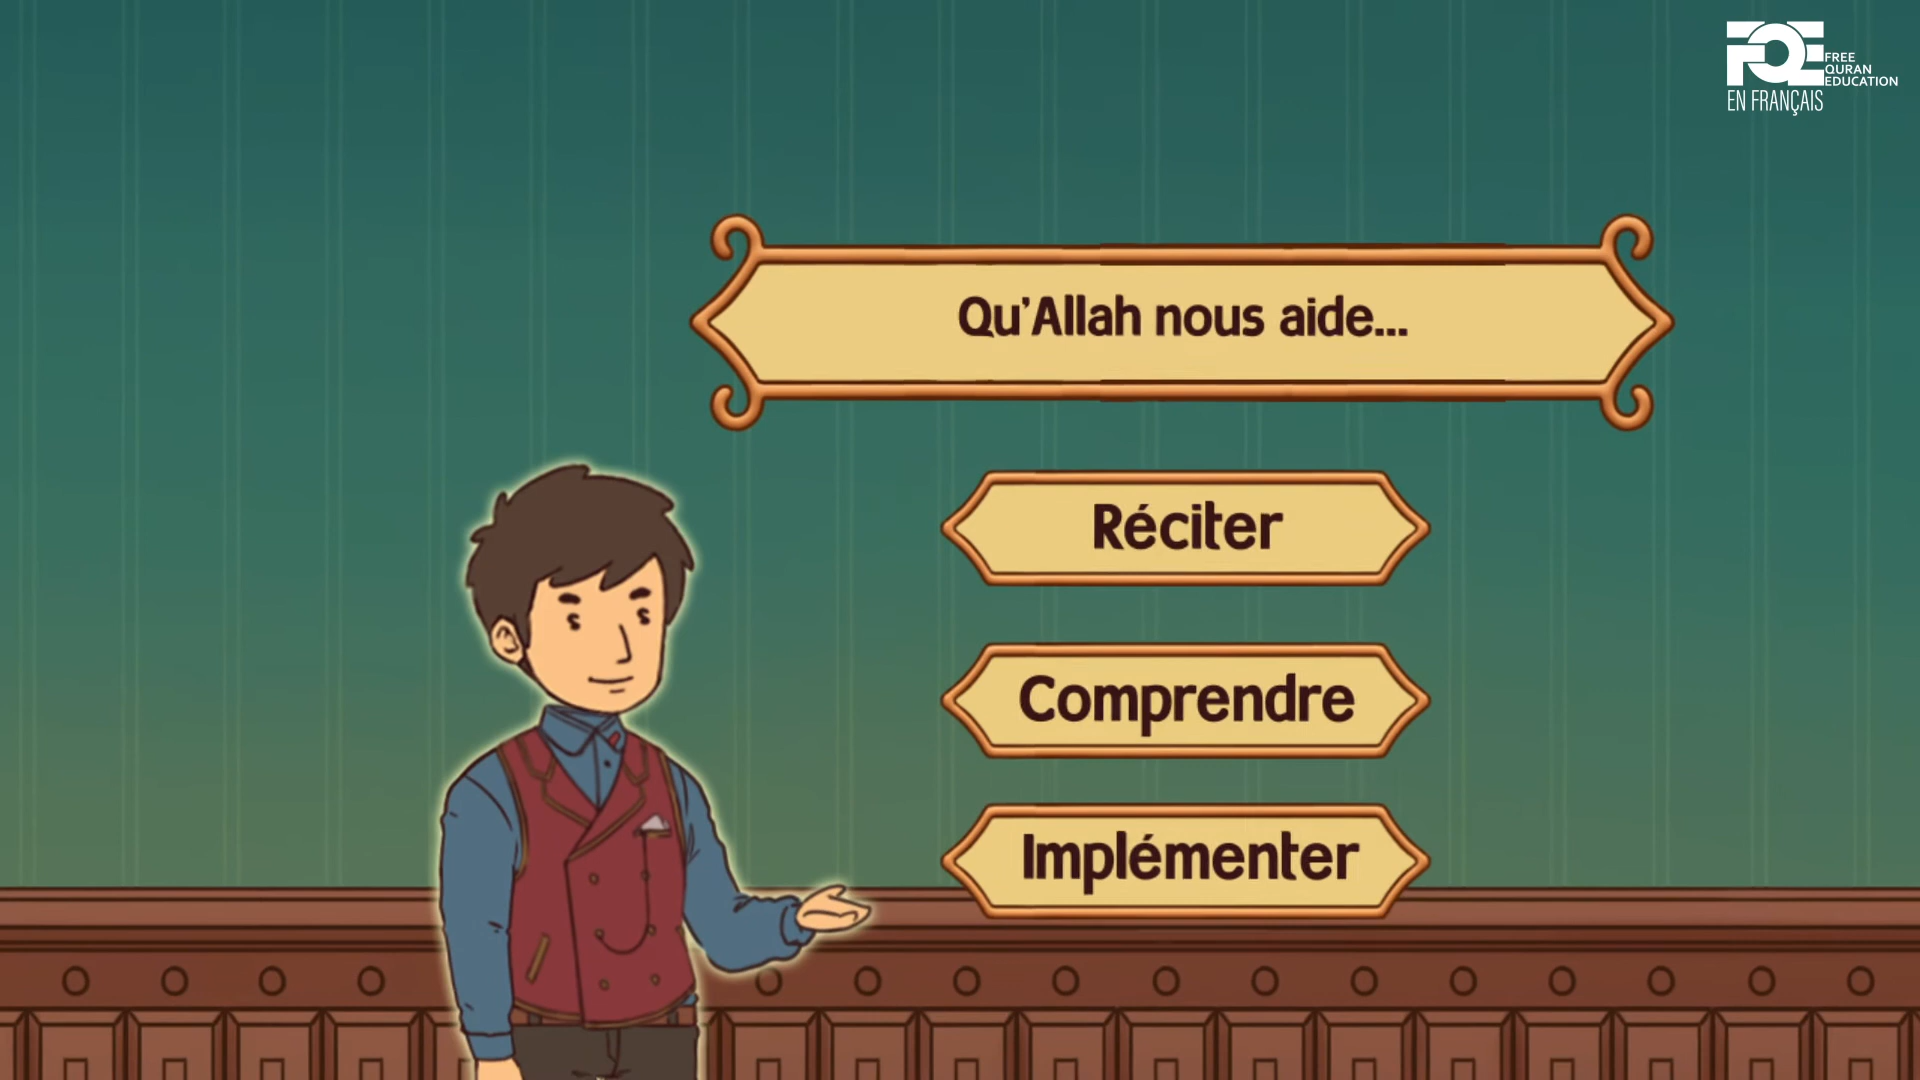 FREE
QURAN
EDUCATION
EN FRANÇAIS
Qu'Allah nous aide...
Réciter
Comprendre
Implémenter